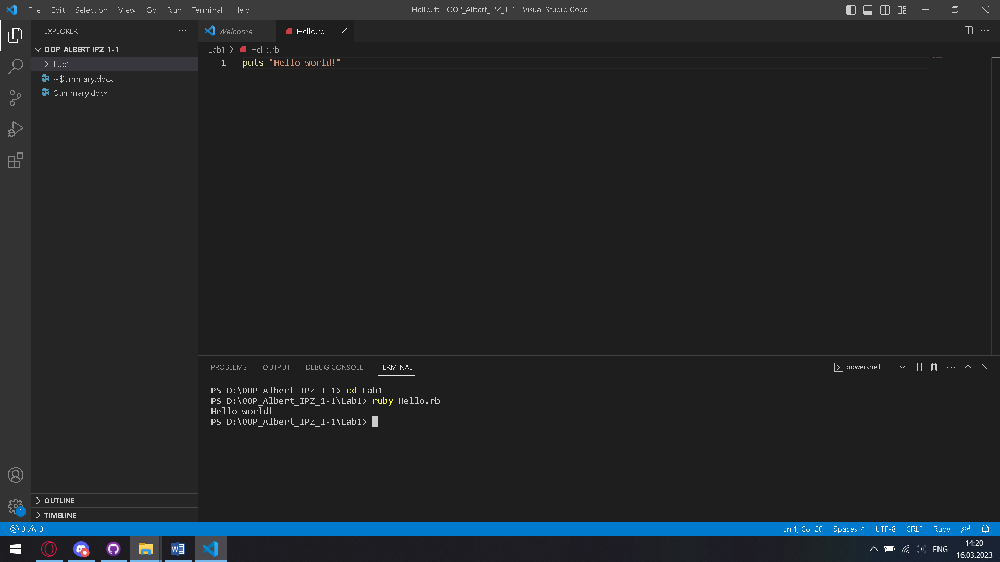 File Edit Selection View Go Run Terminal Help
Hello.rb - OOP_Albert_IPZ_1-1 - Visual Studio Code
EXPLORER
OOP_ALBERT_IPZ_1-1
Lab1
~$ummary.docx
Summary.docx
OUTLINE
TIMELINE
Welcome
Hello.rb
Lab1 > Hello.rb
1 puts "Hello world!"
PROBLEMS OUTPUT DEBUG CONSOLE TERMINAL
powershell
PS D:\OOP_Albert_IPZ_1-1> cd Lab1
PS D:\OOP_Albert_IPZ_1-1\Lab1> ruby Hello.rb
Hello world!
PS D:\OOP_Albert_IPZ_1-1\Lab1>
1
0 0
Ln 1, Col 20 Spaces: 4 UTF-8 CRLF Ruby
ENG
14:20
16.03.2023